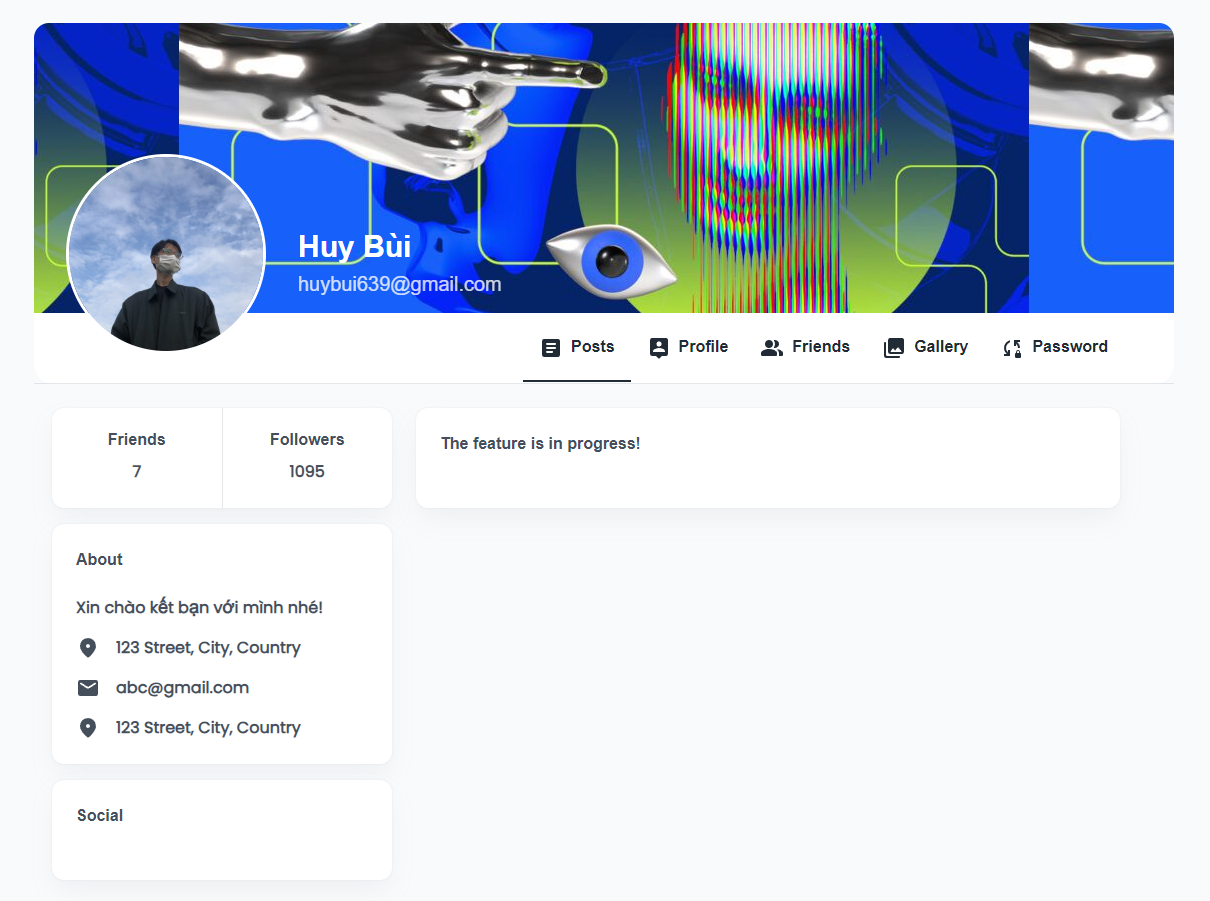 Huy Bùi
huybui639@gmail.com
Posts
Profile
Friends
Gallery
Password
Friends
7
Followers
1095
The feature is in progress!
About
Xin chào kết bạn với mình nhé!
123 Street, City, Country
abc@gmail.com
123 Street, City, Country
Social